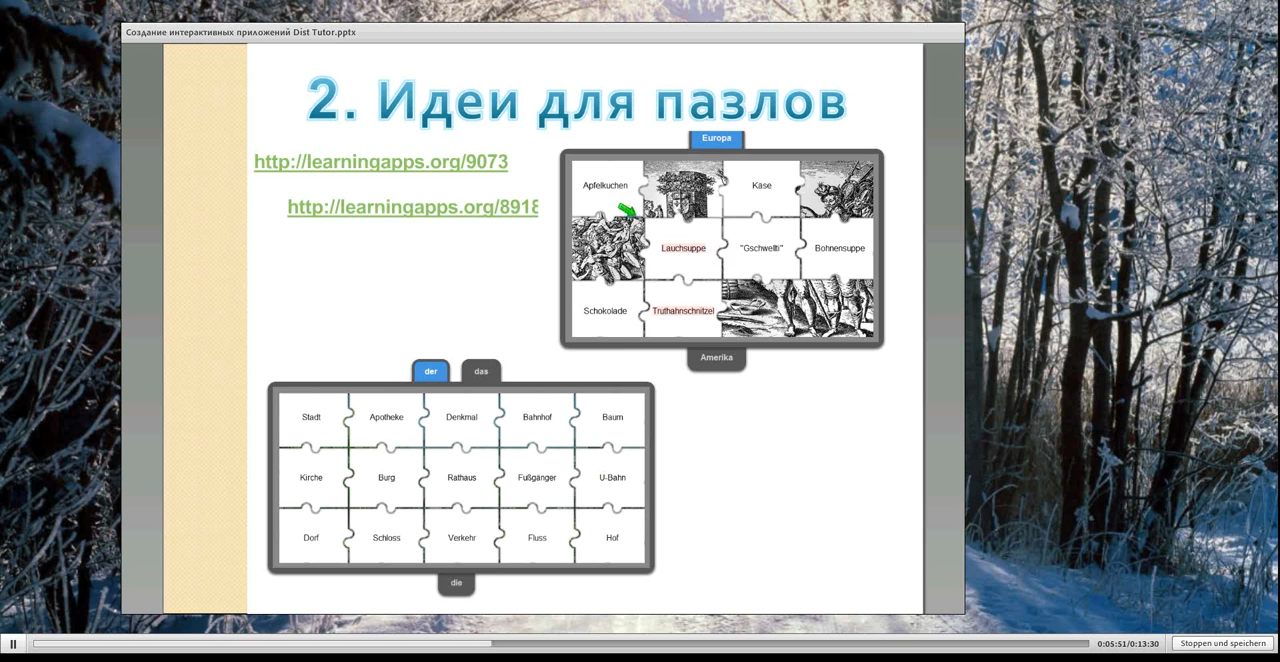 Создание интерактивных приложений Dist Tutor.pptx
2. Идеи для пазлов
http://learningapps.org/9073
http://learningapps.org/8918
Europa
Apfelkuchen Käse
Lauchsuppe "Gschwellti" Bohnensuppe
Schokolade Truthahnschnitzel
Amerika
der das
Stadt Apotheke Denkmal Bahnhof Baum
Kirche Burg Rathaus Fußgänger U-Bahn
Dorf Schloss Verkehr Fluss Hof
die
0:05:51/0:13:30 Stoppen und speichern